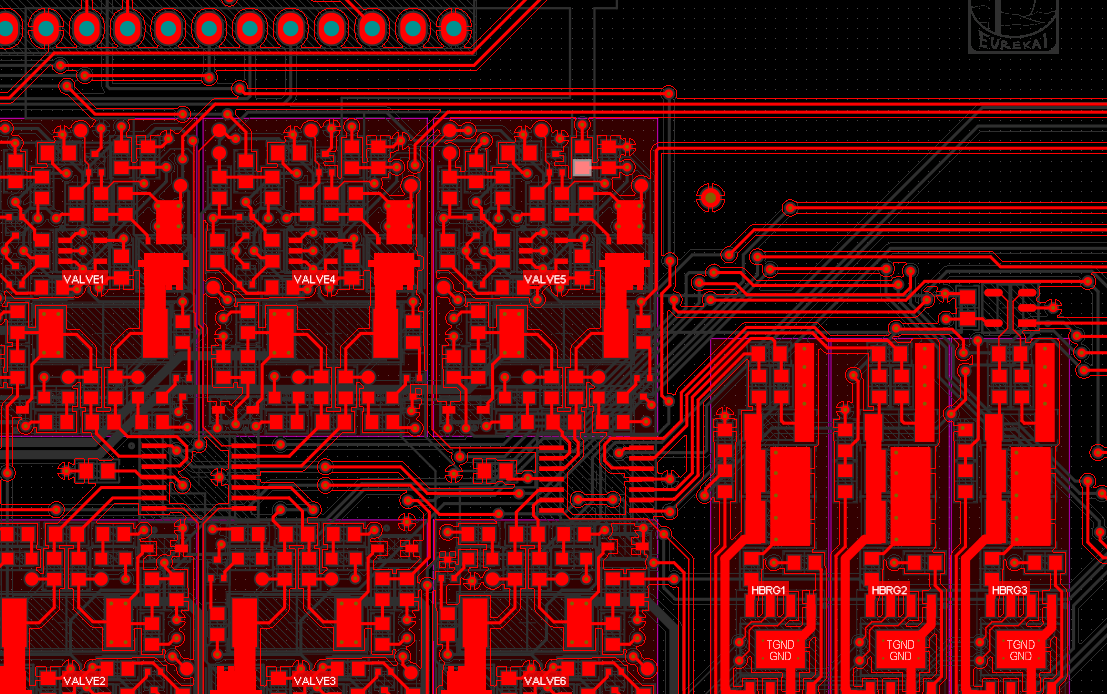 EUREKA!
VALVE1
VALVE4
VALVE5
HBRG1
HBRG2
HBRG3
TGND
GND
TGND
GND
TGND
GND
VALVE2
VALVE3
VALVE6